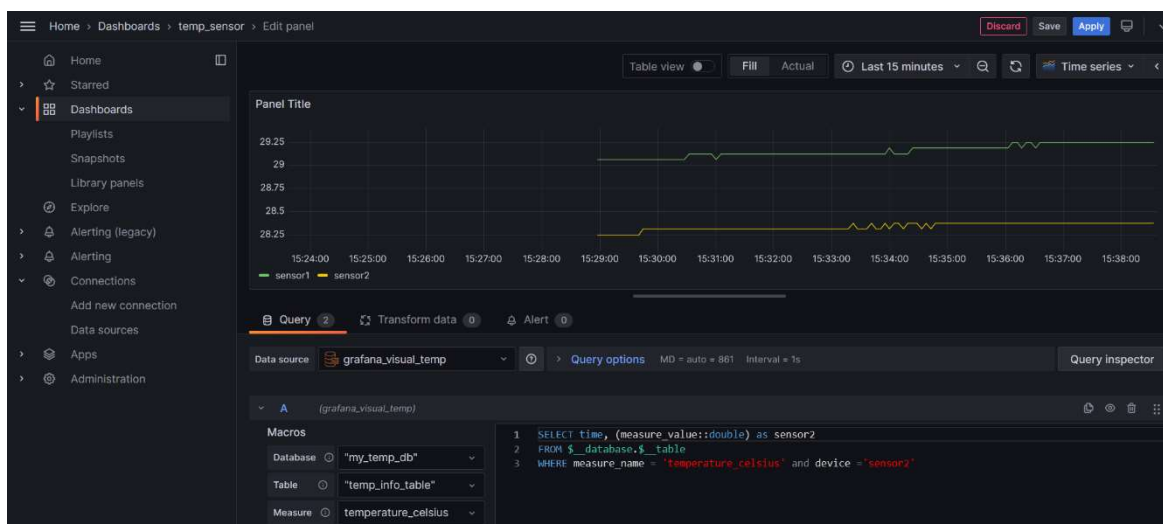 Home > Dashboards > temp_sensor > Edit panel
Discard Save Apply
Home
Starred
Dashboards
Playlists
Snapshots
Library panels
Explore
Alerting (legacy)
Alerting
Connections
Add new connection
Data sources
Apps
Administration
Table view Fill Actual Last 15 minutes Time series
Panel Title
29.25
29
28.75
28.5
28.25
15:24:00 15:25:00 15:26:00 15:27:00 15:28:00 15:29:00 15:30:00 15:31:00 15:32:00 15:33:00 15:34:00 15:35:00 15:36:00 15:37:00 15:38:00
sensor1 sensor2
Query 2 Transform data 0 Alert 0
Data source grafana_visual_temp Query options MD = auto = 861 Interval = 1s Query inspector
A (grafana_visual_temp)
Macros
Database "my_temp_db"
Table "temp_info_table"
Measure temperature_celsius
1 SELECT time, (measure_value::double) as sensor2
2 FROM $__database.$__table
3 WHERE measure_name = 'temperature_celsius' and device ='sensor2'